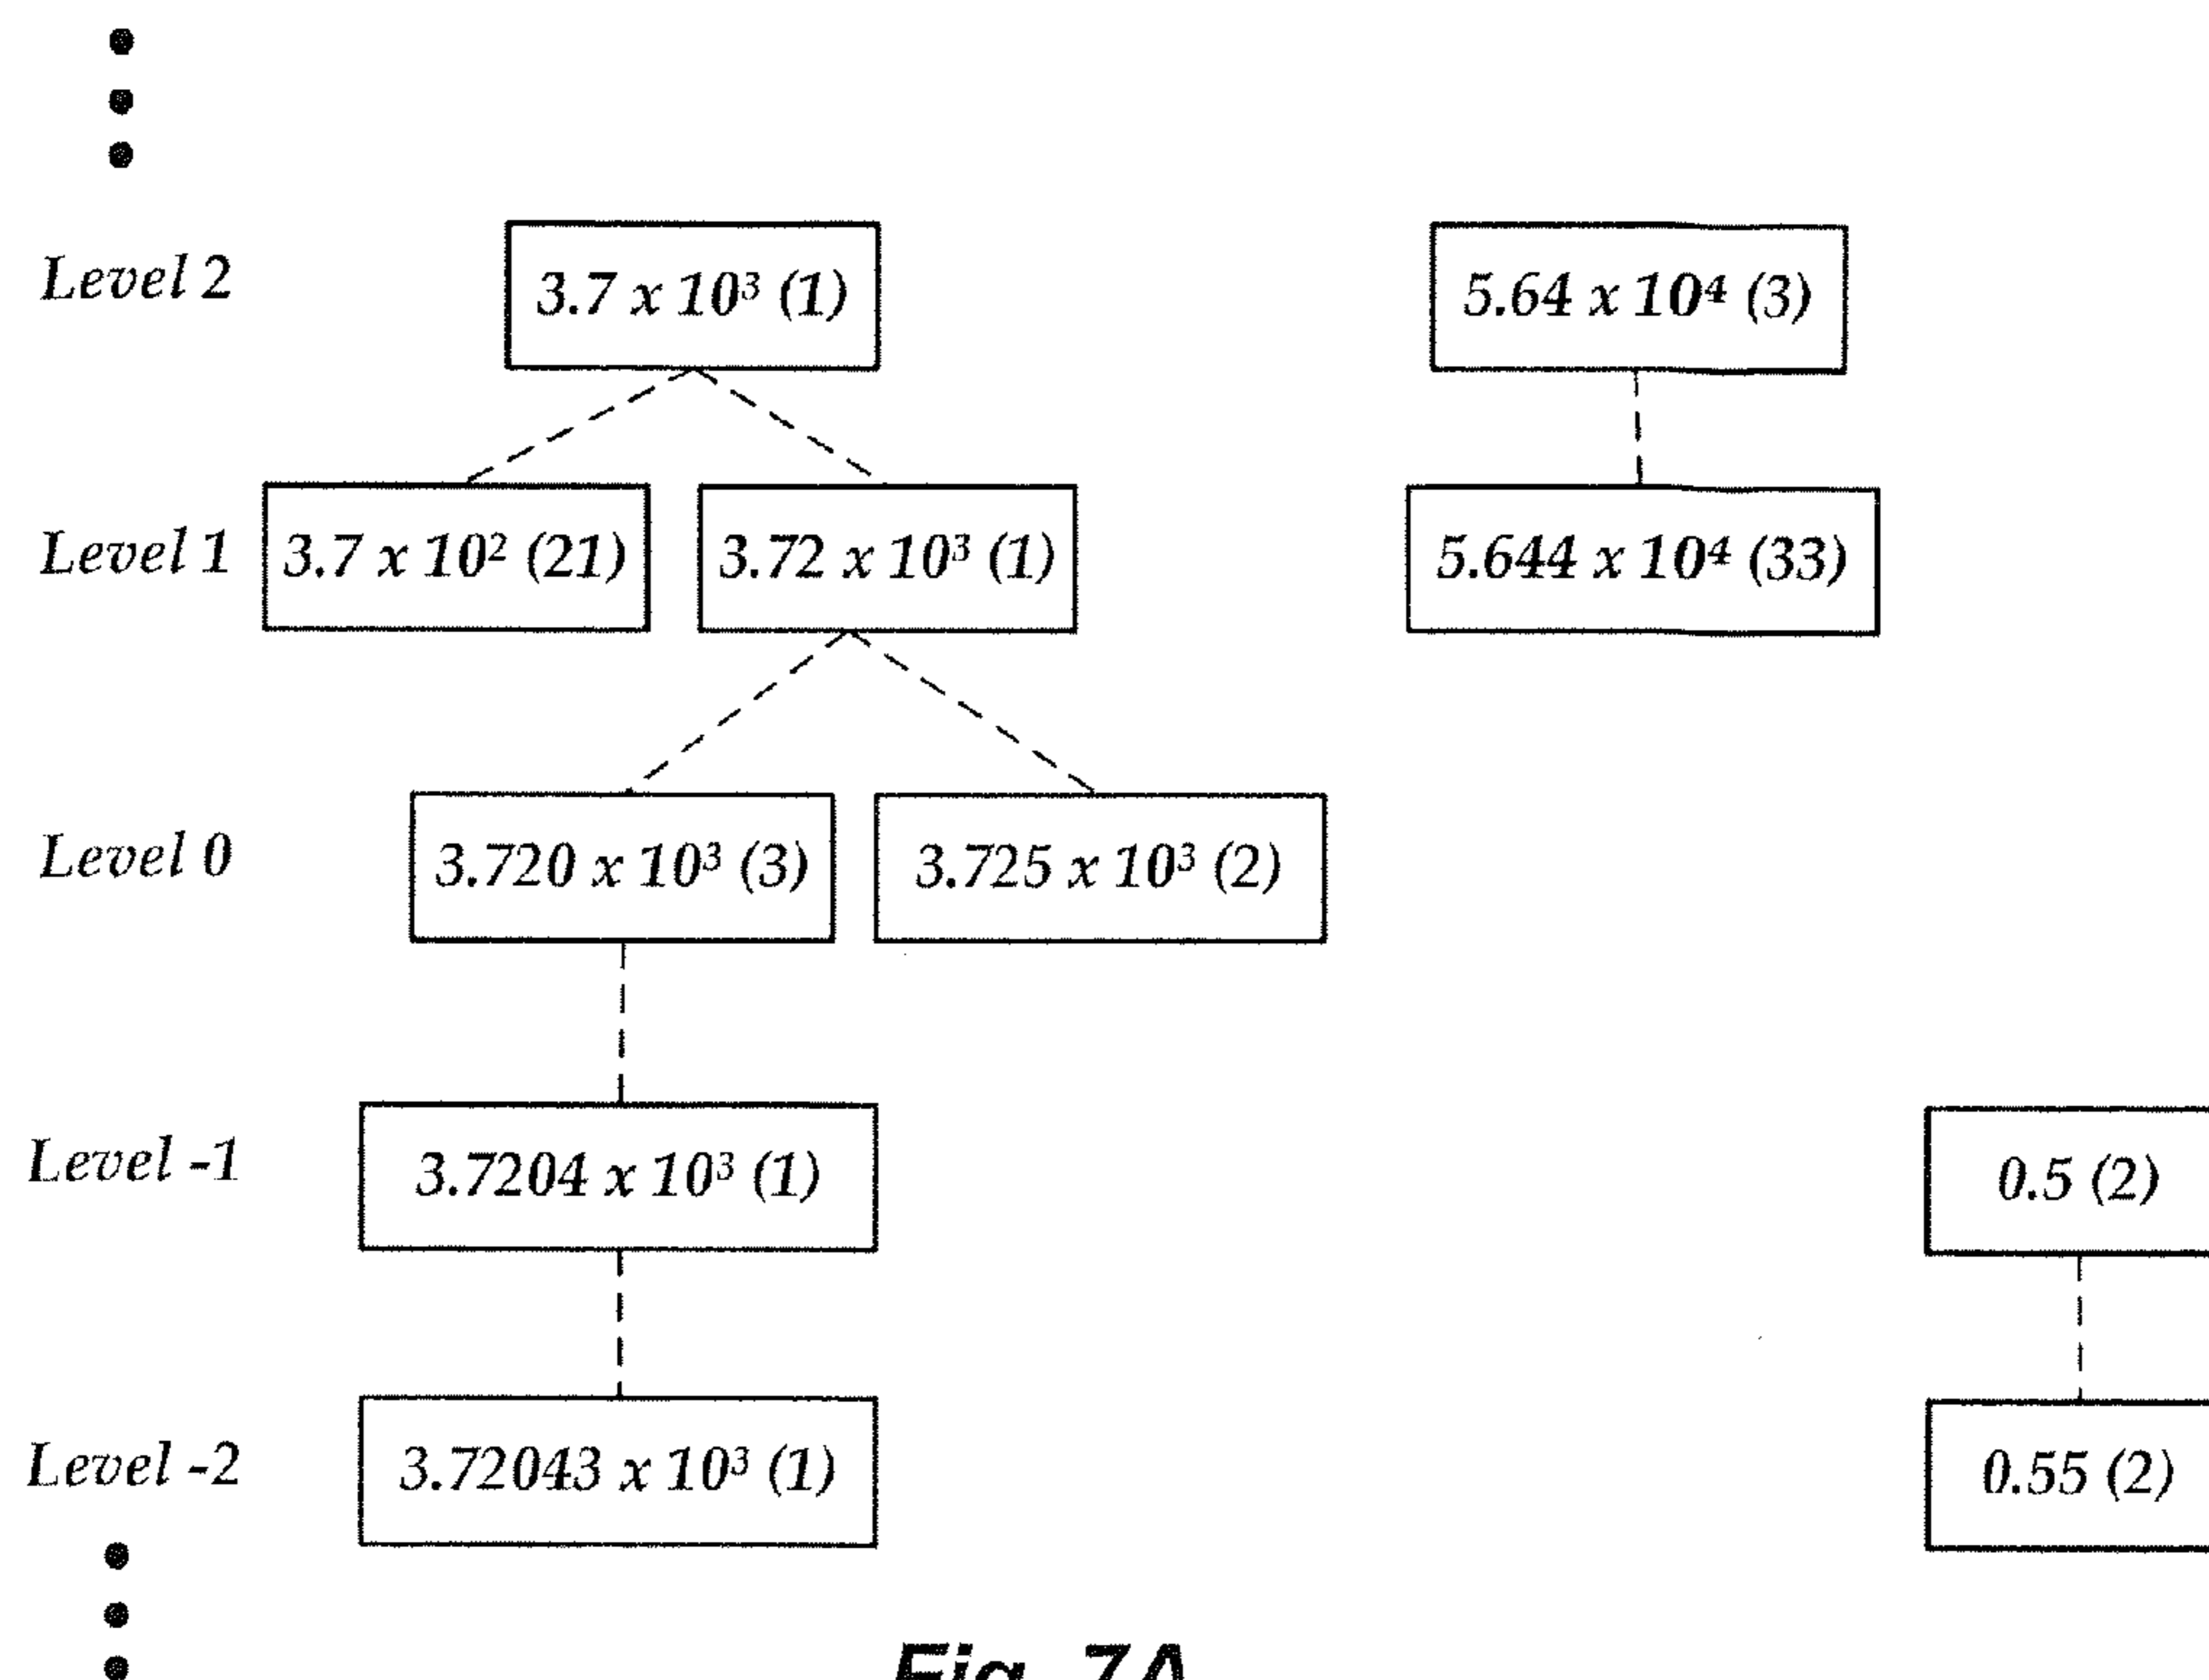 Level 2
3.7 x 10³ (1)
5.64 x 10⁴ (3)
Level 1
3.7 x 10² (21)
3.72 x 10³ (1)
5.644 x 10⁴ (33)
Level 0
3.720 x 10³ (3)
3.725 x 10³ (2)
Level -1
3.7204 x 10³ (1)
0.5 (2)
Level -2
3.72043 x 10³ (1)
0.55 (2)
Fig. 7A